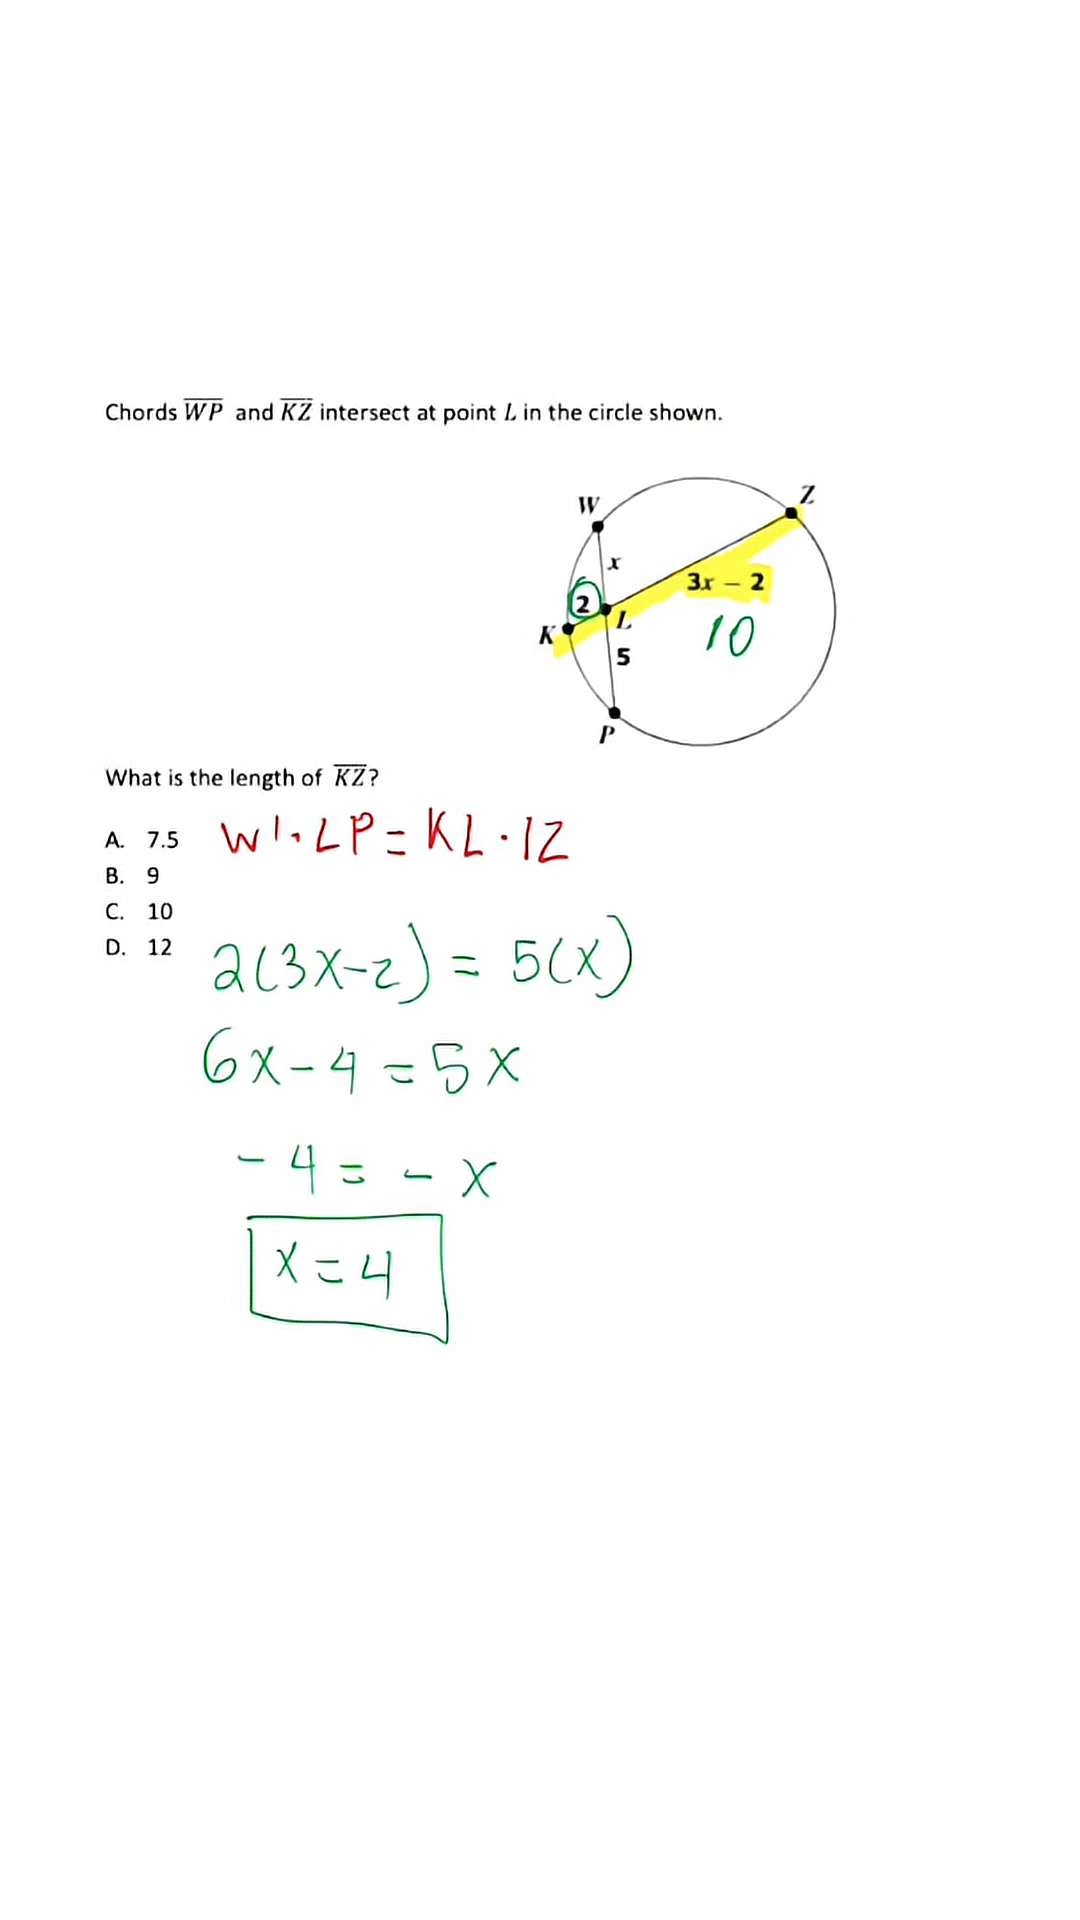 Chords WP and KZ intersect at point L in the circle shown.
W
Z
x
3x – 2
2
L
K
10
5
P
What is the length of KZ?
A. 7.5
W1·LP=KL·1Z
B. 9
C. 10
D. 12
2(3x-2) = 5(x)
6x-4=5x
-4=-x
x=4